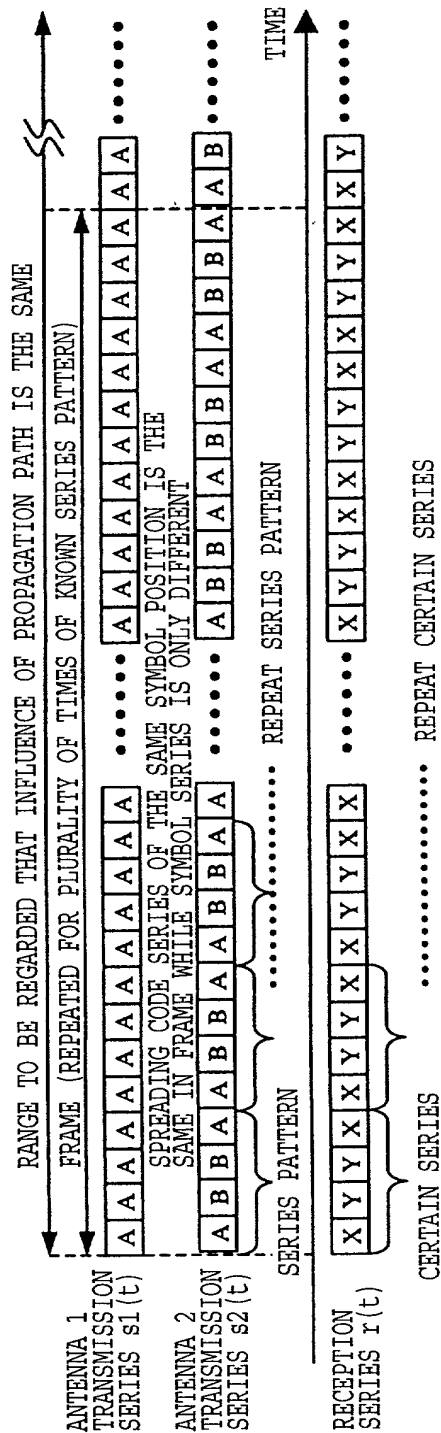 RANGE TO BE REGARDED THAT INFLUENCE OF PROPAGATION PATH IS THE SAME
FRAME (REPEATED FOR PLURALITY OF TIMES OF KNOWN SERIES PATTERN)
ANTENNA 1
TRANSMISSION
SERIES s1(t)
A A A A A A A A A A A A A •••••• A A A A A A A A A A A A A A ••••••
SPREADING CODE SERIES OF THE SAME SYMBOL POSITION IS THE
SAME IN FRAME WHILE SYMBOL SERIES IS ONLY DIFFERENT
ANTENNA 2
TRANSMISSION
SERIES s2(t)
A B B A A B B A A B B A A •••••• A B B A A B B A A B B A A B ••••••
SERIES PATTERN
REPEAT SERIES PATTERN
TIME
RECEPTION
SERIES r(t)
X Y Y X X Y Y X X Y Y X X •••••• X Y Y X X Y Y X X Y Y X X Y ••••••
CERTAIN SERIES
REPEAT CERTAIN SERIES